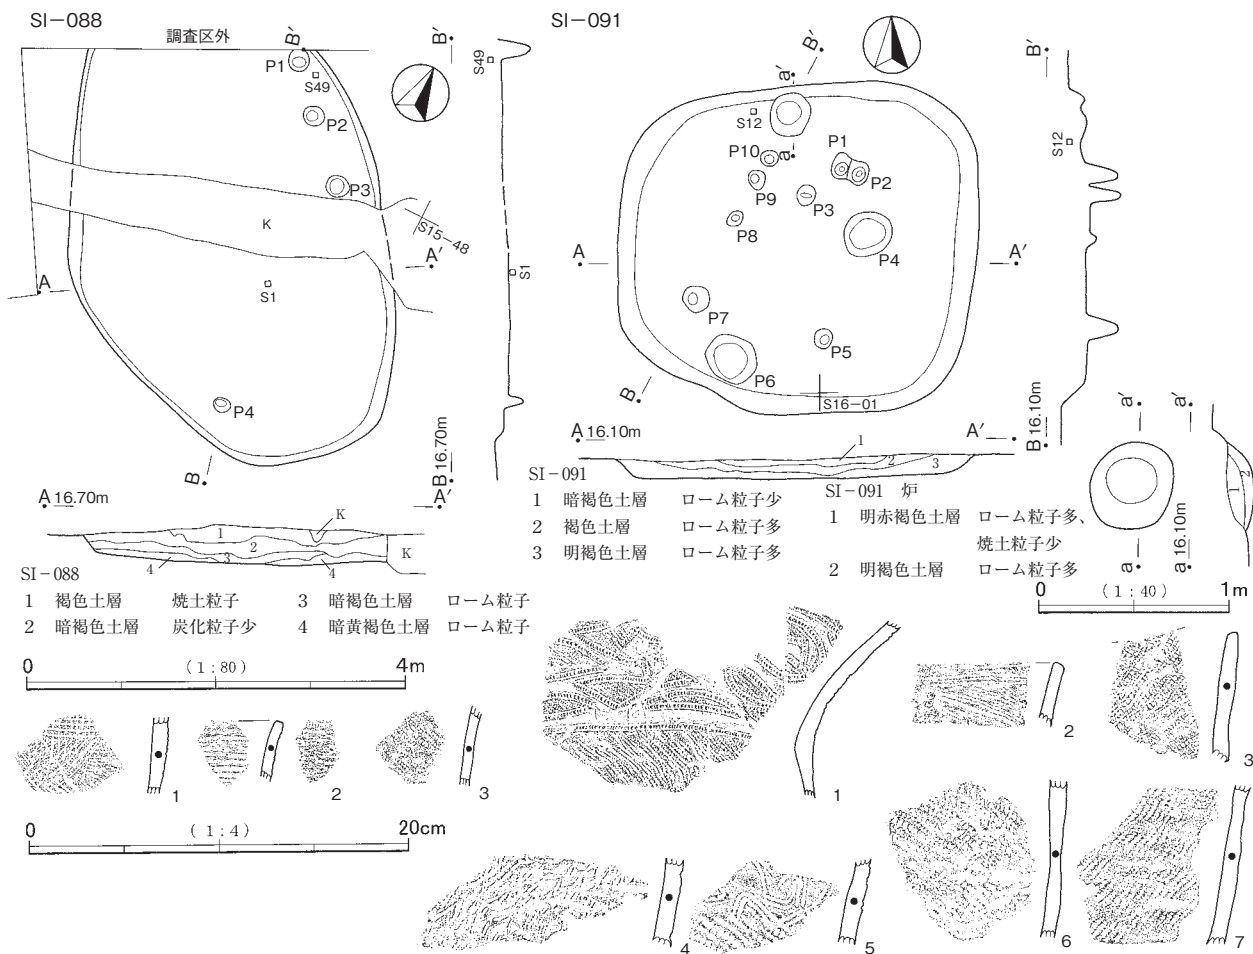 SI-088
調査区外
B′
P1
S49
P2
P3
K
S15-48
A′
A
S1
P4
B
B′
S49
S1
B 16.70m
A 16.70m
A′
K
1
2
3
4
4
K
SI-088
1 褐色土層 焼土粒子
2 暗褐色土層 炭化粒子少
3 暗褐色土層 ローム粒子
4 暗黄褐色土層 ローム粒子
0 (1:80) 4m
1
2
3
0 (1:4) 20cm
SI-091
B′
a′
S12
a
P10
P1
P2
P9
P3
P8
P4
A
A′
P7
P5
P6
B
S16-01
B′
S12
B 16.10m
A 16.10m
A′
1
2
3
SI-091
1 暗褐色土層 ローム粒子少
2 褐色土層 ローム粒子多
3 明褐色土層 ローム粒子多
SI-091 炉
1 明赤褐色土層 ローム粒子多、
焼土粒子少
2 明褐色土層 ローム粒子多
a′
a′
1
2
a
a 16.10m
0 (1:40) 1m
1
2
3
4
5
6
7